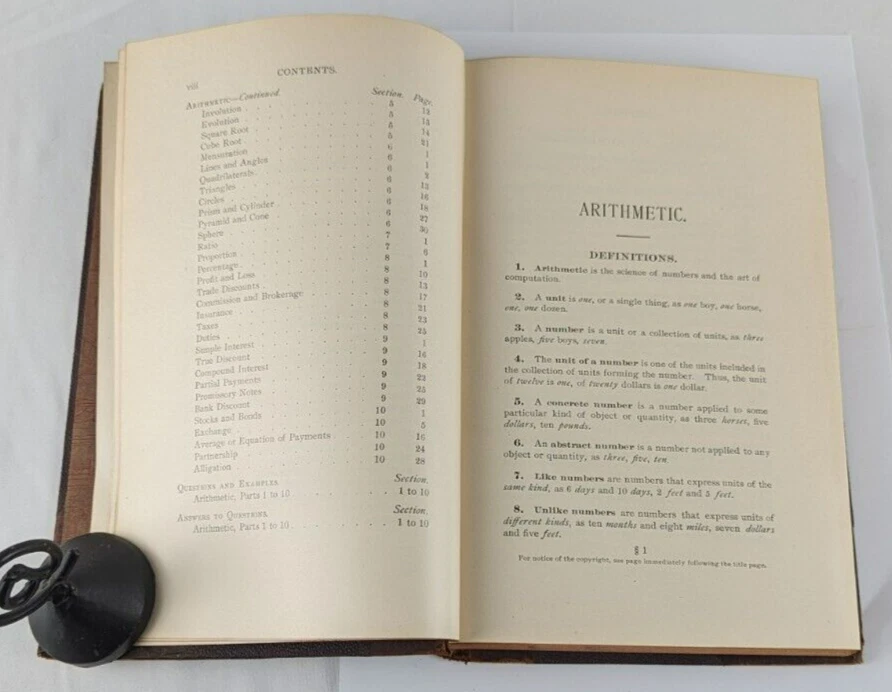 viii CONTENTS.
ARITHMETIC—Continued. Section. Page.
Involution 5 13
Evolution 5 15
Square Root 5 14
Cube Root 5 21
Mensuration 6 1
Lines and Angles 6 1
Quadrilaterals 6 3
Triangles 6 13
Circles 6 16
Prism and Cylinder 6 18
Pyramid and Cone 6 27
Sphere 6 30
Ratio 7 1
Proportion 7 6
Percentage 8 1
Profit and Loss 8 10
Trade Discounts 8 13
Commission and Brokerage 8 17
Insurance 8 21
Taxes 8 23
Duties 8 25
Simple Interest 9 1
True Discount 9 16
Compound Interest 9 18
Partial Payments 9 22
Promissory Notes 9 25
Bank Discount 9 29
Stocks and Bonds 10 1
Exchange 10 5
Average or Equation of Payments 10 16
Partnership 10 24
Alligation 10 28
QUESTIONS AND EXAMPLES Section.
Arithmetic, Parts 1 to 10 1 to 10
ANSWERS TO QUESTIONS. Section.
Arithmetic, Parts 1 to 10 1 to 10
ARITHMETIC.
DEFINITIONS.
1. Arithmetic is the science of numbers and the art of
computation.
2. A unit is one, or a single thing, as one boy, one horse,
one, one dozen.
3. A number is a unit or a collection of units, as three
apples, five boys, seven.
4. The unit of a number is one of the units included in
the collection of units forming the number. Thus, the unit
of twelve is one, of twenty dollars is one dollar.
5. A concrete number is a number applied to some
particular kind of object or quantity, as three horses, five
dollars, ten pounds.
6. An abstract number is a number not applied to any
object or quantity, as three, five, ten.
7. Like numbers are numbers that express units of the
same kind, as 6 days and 10 days, 2 feet and 5 feet.
8. Unlike numbers are numbers that express units of
different kinds, as ten months and eight miles, seven dollars
and five feet.
§ 1
For notice of the copyright, see page immediately following the title page.